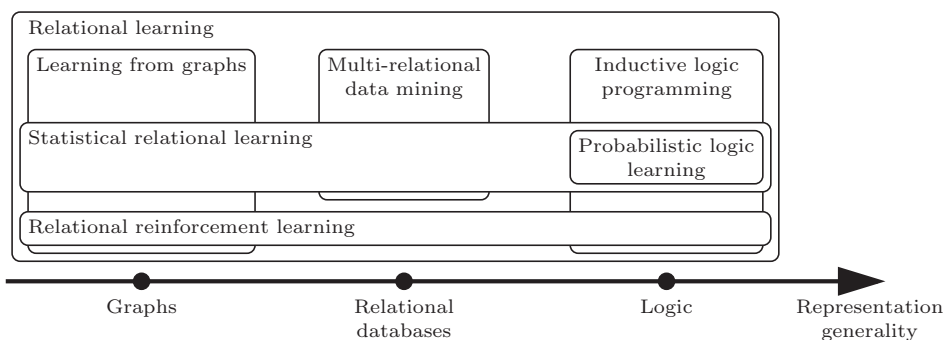 Relational learning
Learning from graphs
Multi-relational
data mining
Inductive logic
programming
Statistical relational learning
Probabilistic logic
learning
Relational reinforcement learning
Graphs
Relational
databases
Logic
Representation
generality